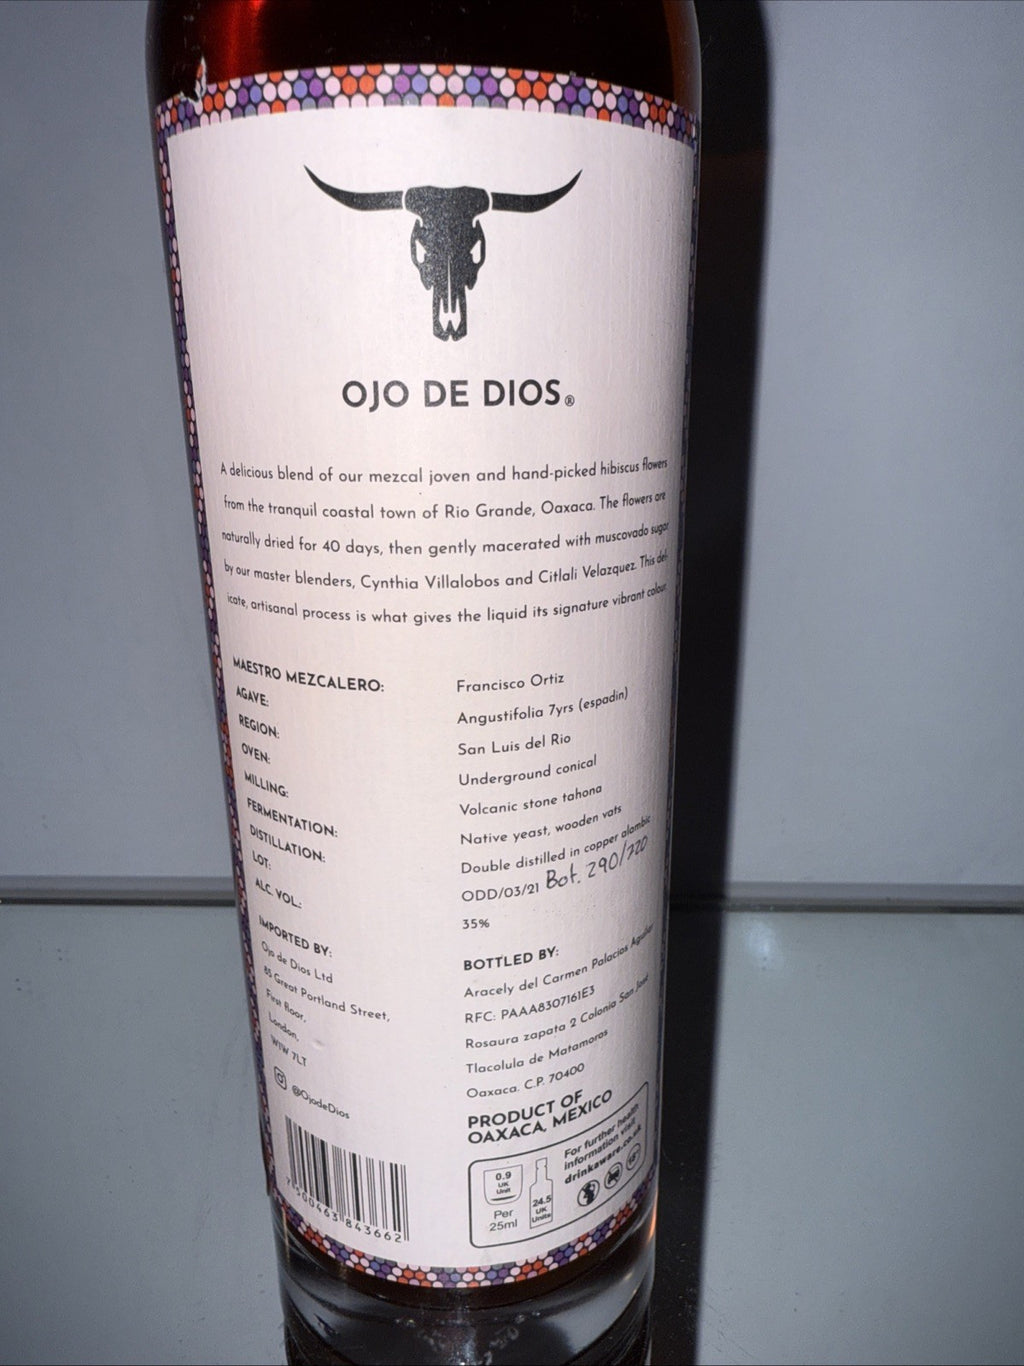 OJO DE DIOS®
A delicious blend of our mezcal joven and hand-picked hibiscus flowers
from the tranquil coastal town of Rio Grande, Oaxaca. The flowers are
naturally dried for 40 days, then gently macerated with muscovado sugar
by our master blenders, Cynthia Villalobos and Citlali Velazquez. This del-
icate, artisanal process is what gives the liquid its signature vibrant colour.
MAESTRO MEZCALERO: Francisco Ortiz
AGAVE: Angustifolia 7yrs (espadin)
REGION: San Luis del Rio
OVEN: Underground conical
MILLING: Volcanic stone tahona
FERMENTATION: Native yeast, wooden vats
DISTILLATION: Double distilled in copper alambic
LOT: ODD/03/21 Bot. 290/720
ALC. VOL.: 35%
IMPORTED BY:
Ojo de Dios Ltd
85 Great Portland Street,
First floor,
London,
W1W 7LT
@OjodeDios
7 500463 843662
BOTTLED BY:
Aracely del Carmen Palacios Aguilar
RFC: PAAA8307161E3
Rosaura zapata 2 Colonia San José
Tlacolula de Matamoros
Oaxaca. C.P. 70400
PRODUCT OF
OAXACA, MEXICO
0.9
UK
Unit
Per
25ml
24.5
UK
Units
For further health
information visit
drinkaware.co.uk
18+